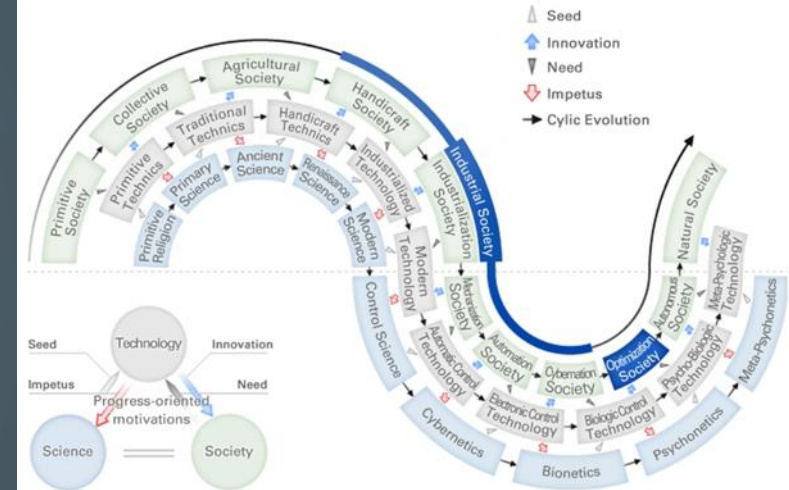 Seed
Innovation
Need
Impetus
Cylic Evolution
Primitive
Society
Collective
Society
Agricultural
Society
Handicraft
Society
Industrialization
Society
Industrial Society
Mechanization
Society
Automation
Society
Cybernation
Society
Optimization
Society
Autonomous
Society
Natural Society
Primitive
Technics
Traditional
Technics
Handicraft
Technics
Industrialized
Technology
Modern
Technology
Automatic Control
Technology
Electronic Control
Technology
Biologic Control
Technology
Psycho-Biologic
Technology
Meta-Psychologic
Technology
Primitive
Religion
Primary
Science
Ancient
Science
Renaissance
Science
Modern
Science
Control Science
Cybernetics
Bionetics
Psychonetics
Meta-Psychonetics
Technology
Seed
Innovation
Impetus
Need
Progress-oriented
motivations
Science
Society